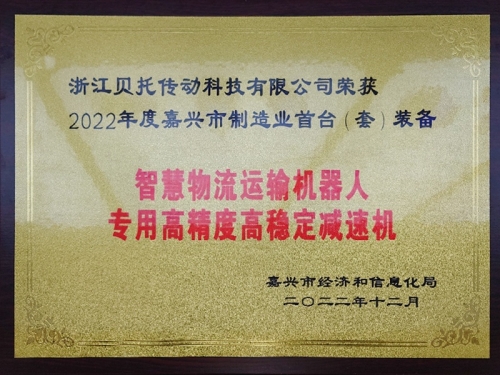 浙江贝托传动科技有限公司荣获
2022年度嘉兴市制造业首台（套）装备
智慧物流运输机器人
专用高精度高稳定减速机
嘉兴市经济和信息化局
二〇二二年十二月